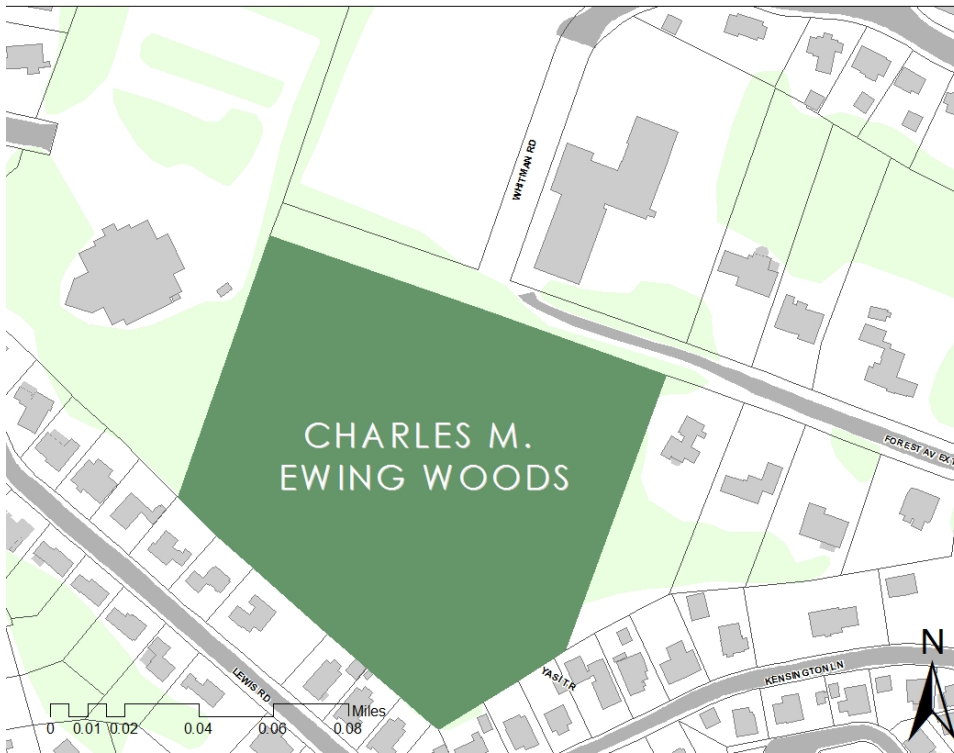 WHITMAN RD
CHARLES M.
EWING WOODS
FOREST AV EXT
YASI TR
KENSINGTON LN
LEWIS RD
N
Miles
0 0.01 0.02 0.04 0.06 0.08